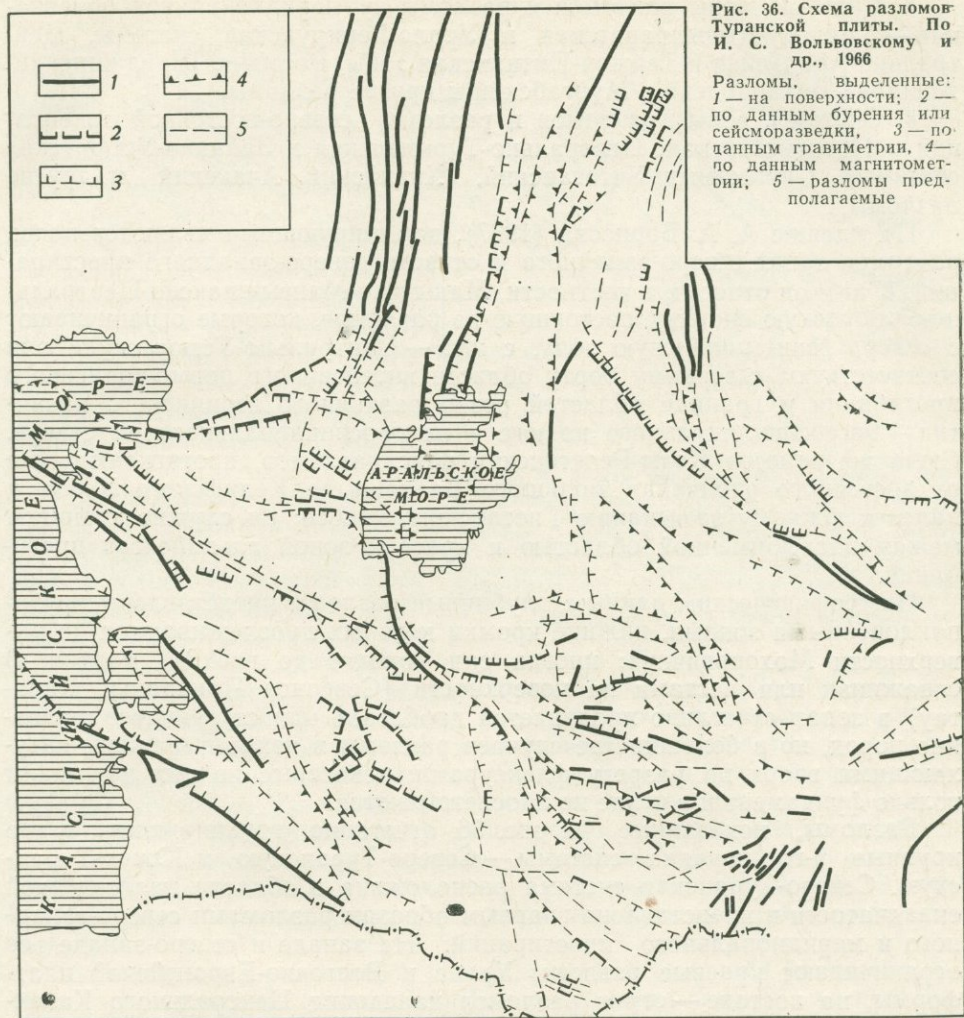 Рис. 36. Схема разломов
Туранской плиты. По
И. С. Вольвовскому и
др., 1966
Разломы, выделенные:
1 — на поверхности; 2 —
по данным бурения или
сейсморазведки, 3 — по
данным гравиметрии, 4 —
по данным магнитомет-
рии; 5 — разломы пред-
полагаемые
1
2
3
4
5
КАСПИЙСКОЕ МОРЕ
АРАЛЬСКОЕ
МОРЕ